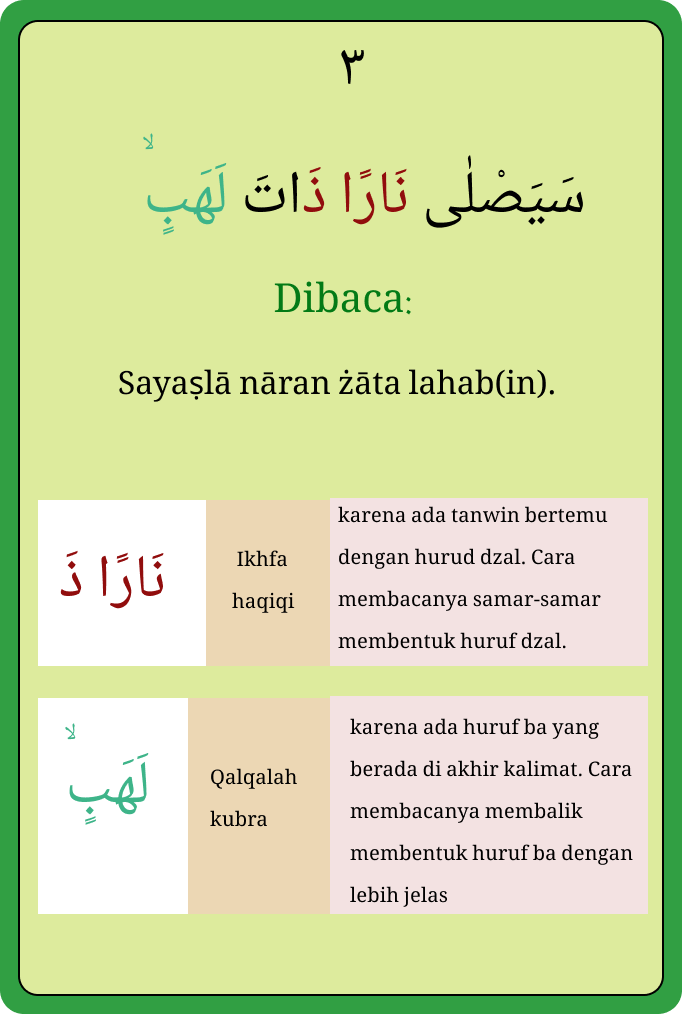 ٣
سَيَصْلٰى نَارًا ذَاتَ لَهَبٍۙ
Dibaca:
Sayaṣlā nāran żāta lahab(in).
نَارًا ذَ
Ikhfa
haqiqi
karena ada tanwin bertemu
dengan hurud dzal. Cara
membacanya samar-samar
membentuk huruf dzal.
لَهَبٍۙ
Qalqalah
kubra
karena ada huruf ba yang
berada di akhir kalimat. Cara
membacanya membalik
membentuk huruf ba dengan
lebih jelas